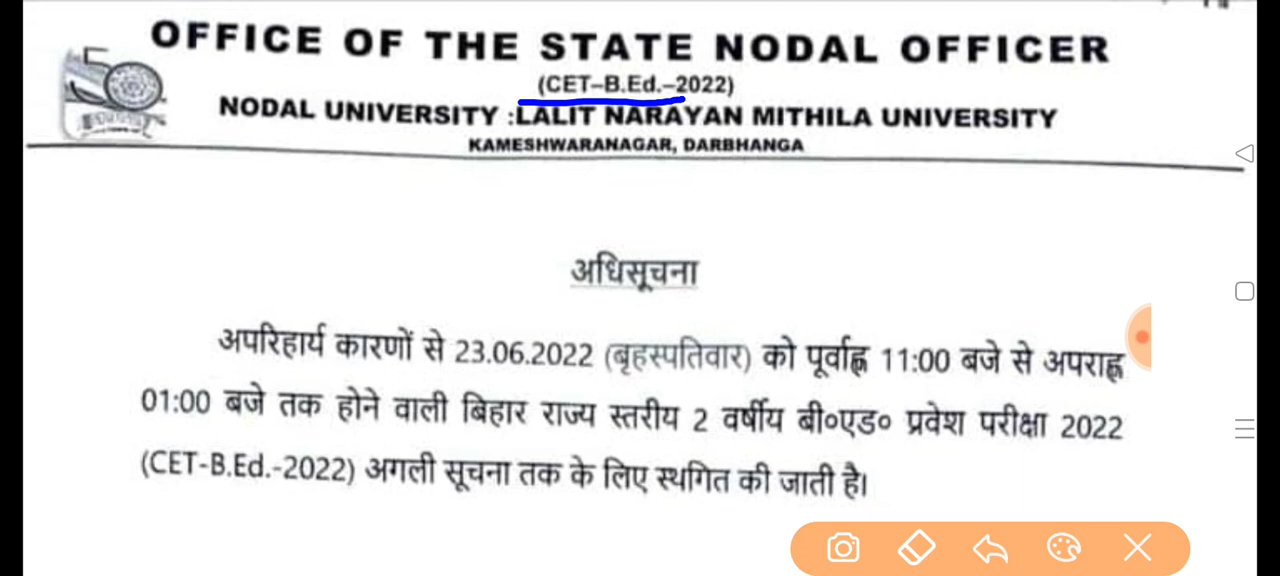 OFFICE OF THE STATE NODAL OFFICER
(CET–B.Ed.–2022)
NODAL UNIVERSITY :LALIT NARAYAN MITHILA UNIVERSITY
KAMESHWARANAGAR, DARBHANGA
अधिसूचना
अपरिहार्य कारणों से 23.06.2022 (बृहस्पतिवार) को पूर्वाह्न 11:00 बजे से अपराह्न
01:00 बजे तक होने वाली बिहार राज्य स्तरीय 2 वर्षीय बी०एड० प्रवेश परीक्षा 2022
(CET-B.Ed.-2022) अगली सूचना तक के लिए स्थगित की जाती है।